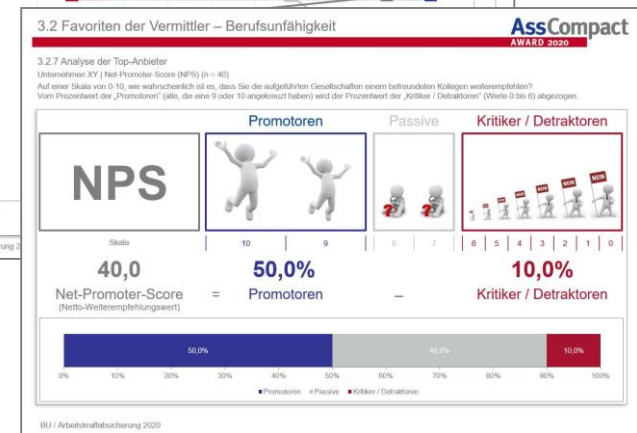 3.2 Favoriten der Vermittler – Berufsunfähigkeit
AssCompact
AWARD 2020
3.2.7 Analyse der Top-Anbieter
Unternehmen XY | Net-Promoter-Score (NPS) (n = 40)
Auf einer Skala von 0-10, wie wahrscheinlich ist es, dass Sie die aufgeführten Gesellschaften einem befreundeten Kollegen weiterempfehlen?
Vom Prozentwert der „Promotoren" (alle, die eine 9 oder 10 angekreuzt haben) wird der Prozentwert der „Kritiker / Detraktoren" (Werte 0 bis 6) abgezogen.
Promotoren Passive Kritiker / Detraktoren
NPS
NEIN NEIN NEIN
Skala 10 9 8 7 6 5 4 3 2 1 0
40,0 50,0% 10,0%
Net-Promoter-Score = Promotoren – Kritiker / Detraktoren
(Netto-Weiterempfehlungswert)
50,0% 40,0% 10,0%
0% 10% 20% 30% 40% 50% 60% 70% 80% 90% 100%
Promotoren Passive Kritiker / Detraktoren
BU / Arbeitskraftabsicherung 2020